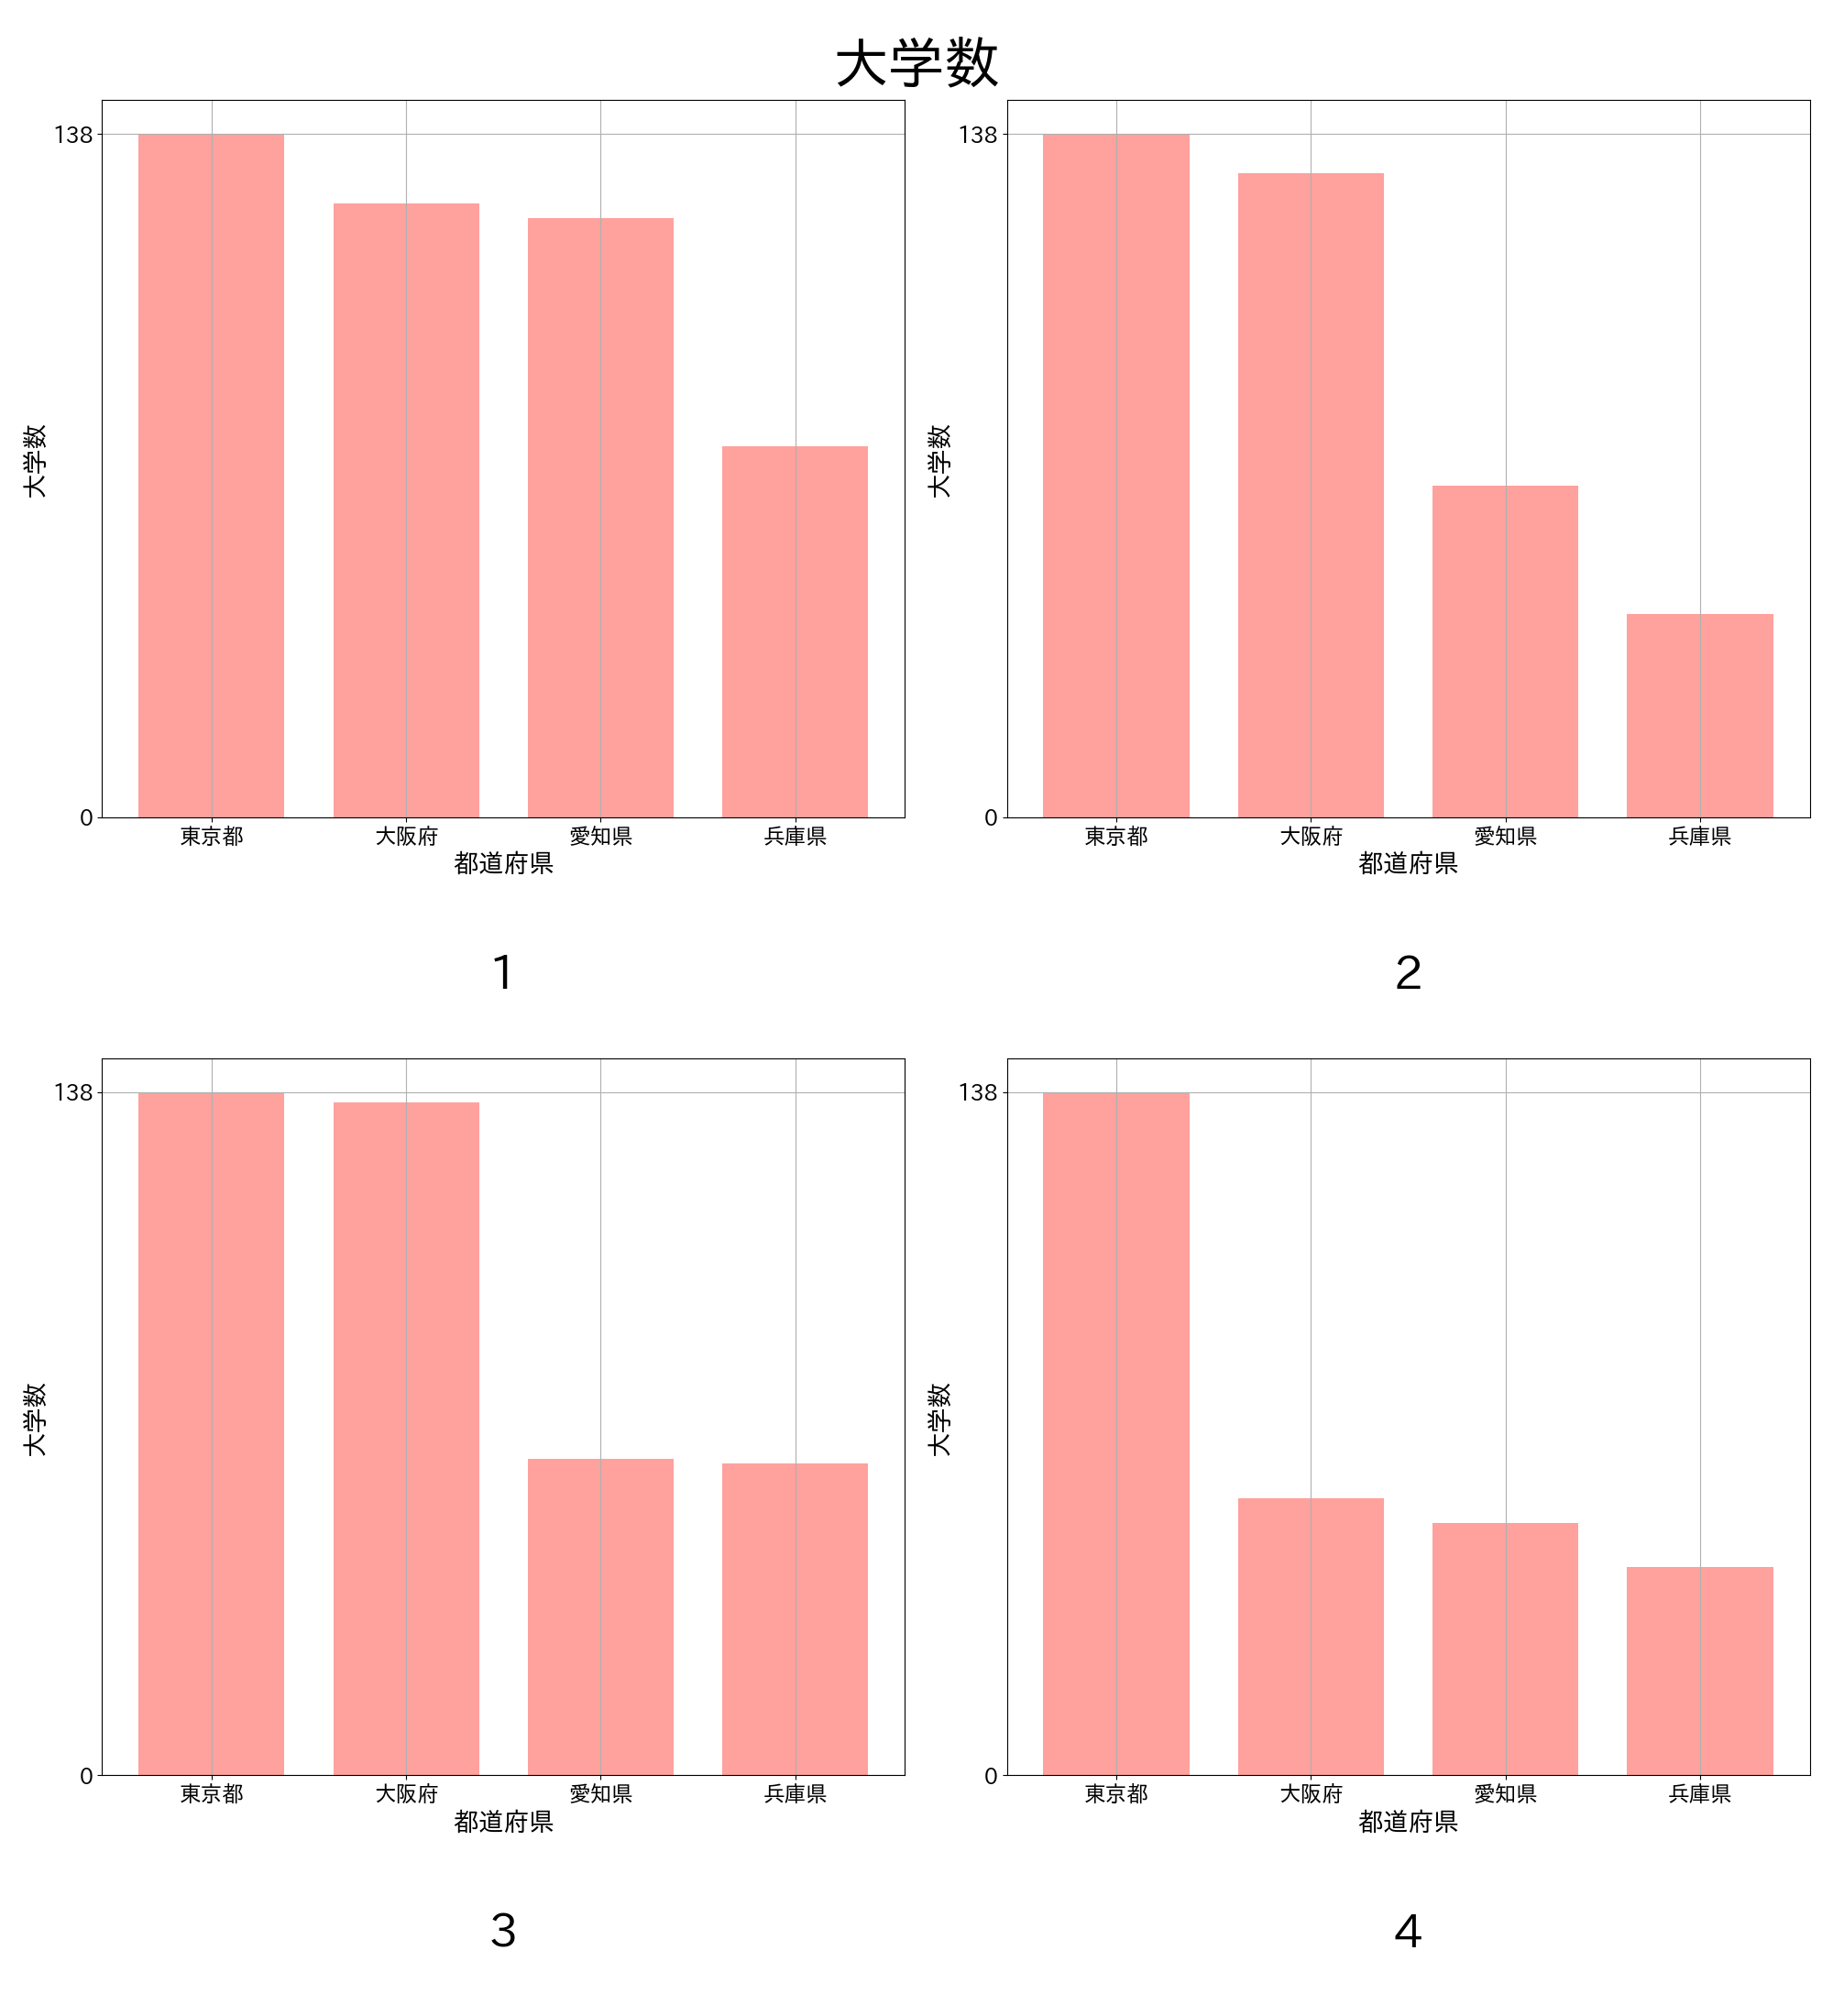 大学数
138
0
大学数
東京都 大阪府 愛知県 兵庫県
都道府県
1
138
0
大学数
東京都 大阪府 愛知県 兵庫県
都道府県
2
138
0
大学数
東京都 大阪府 愛知県 兵庫県
都道府県
3
138
0
大学数
東京都 大阪府 愛知県 兵庫県
都道府県
4